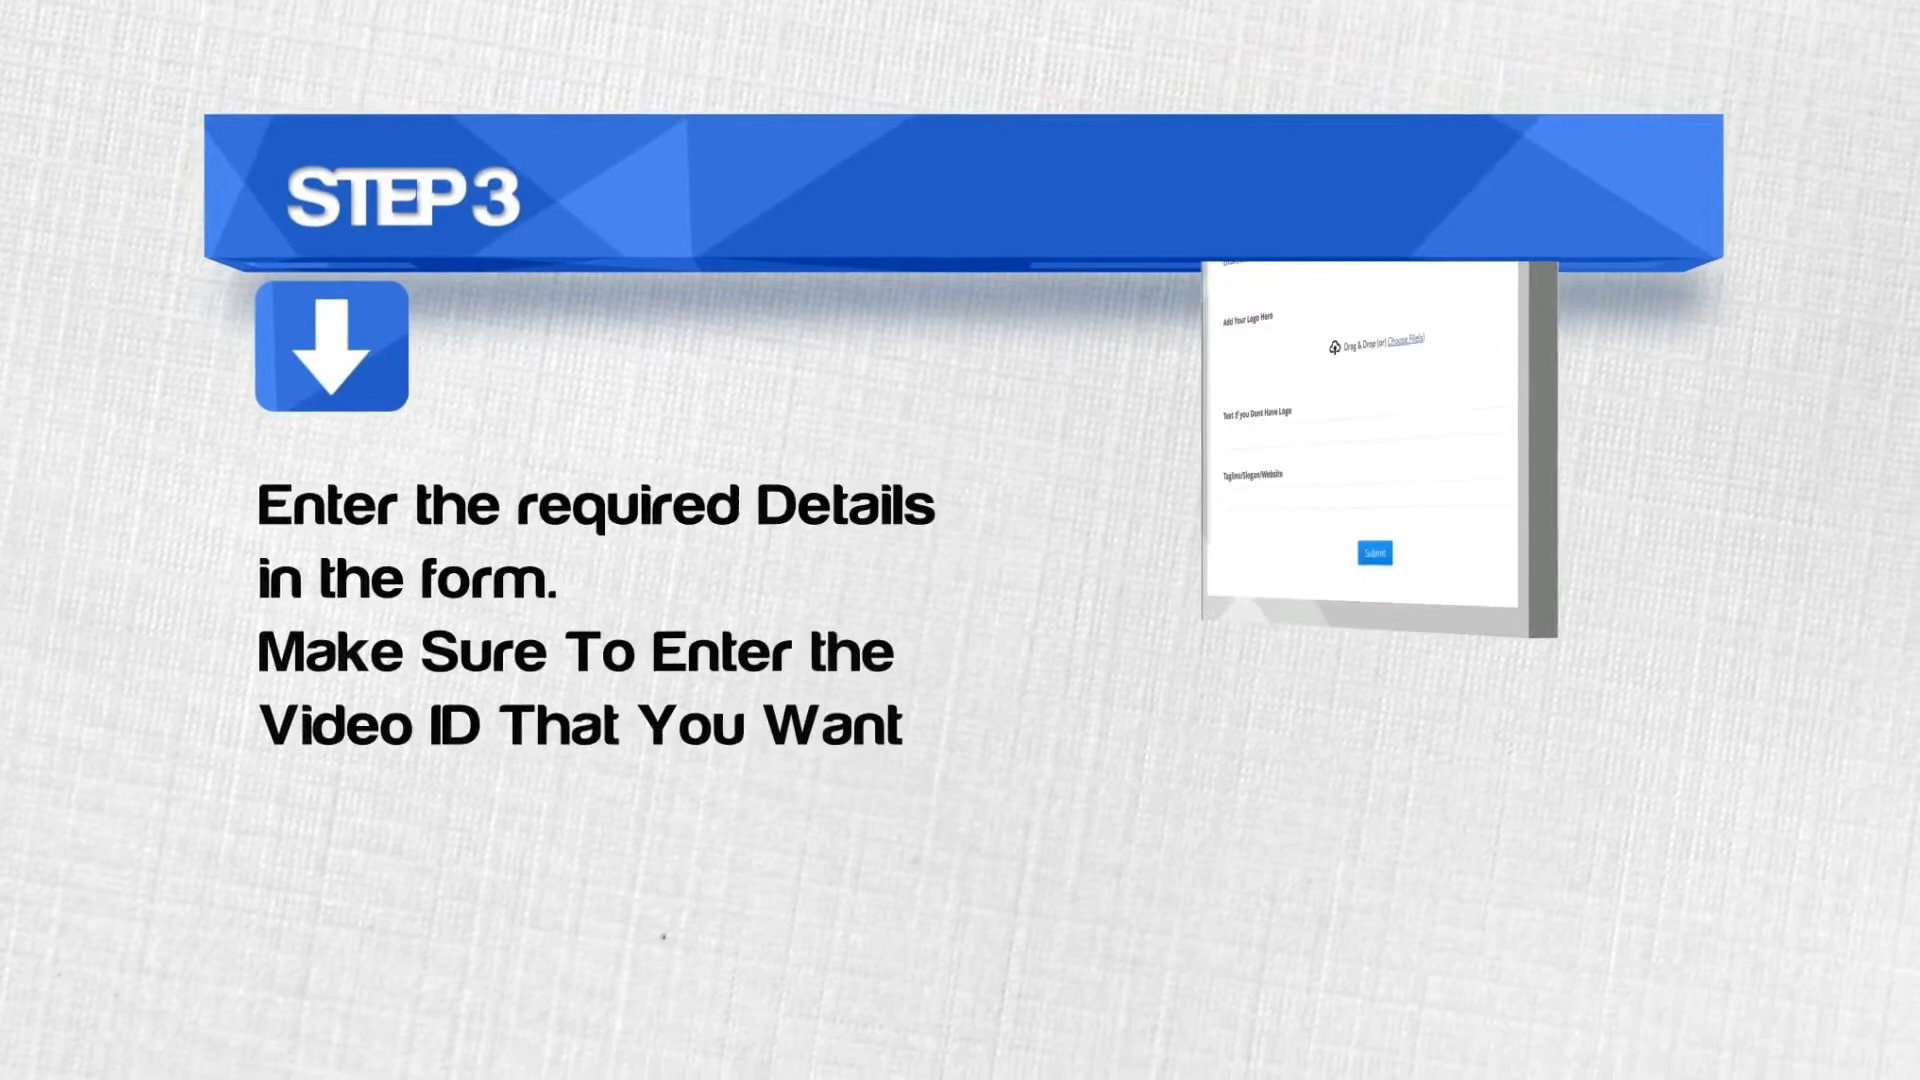 STEP 3
Add Your Logo Here
Drag & Drop (or) Choose File(s)
Text if you Dont Have Logo
Tagline/Slogan/Website
Submit
Enter the required Details
in the form.
Make Sure To Enter the
Video ID That You Want